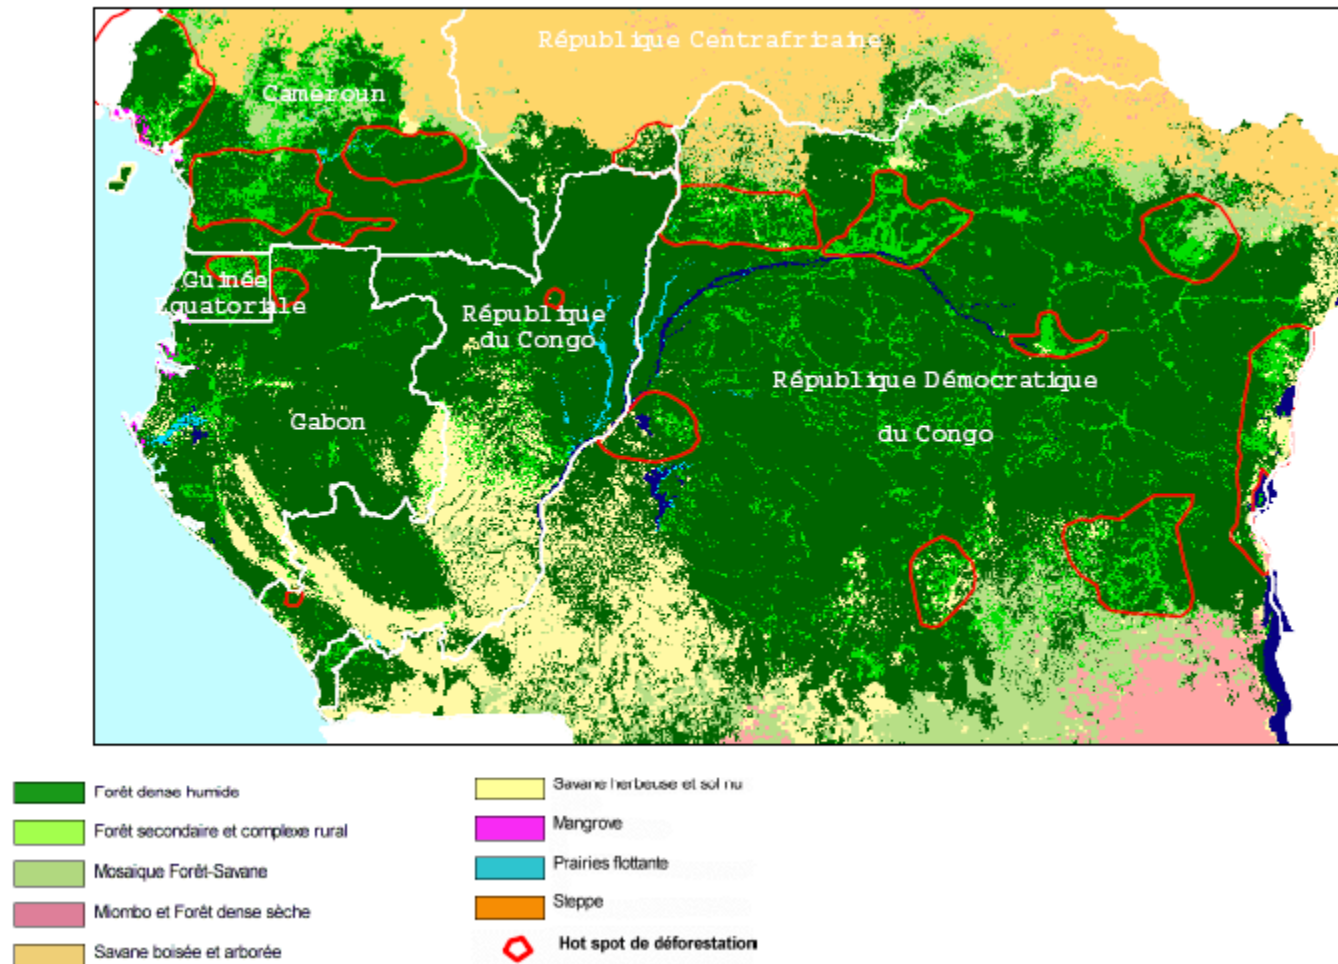 République Centrafricaine
Cameroun
Guinée
Equatoriale
République
du Congo
République Démocratique
du Congo
Gabon
Forêt dense humide
Forêt secondaire et complexe rural
Mosaique Forêt-Savane
Miombo et Forêt dense sèche
Savane boisée et arborée
Savane herbeuse et sol nu
Mangrove
Prairies flottante
Steppe
Hot spot de déforestation